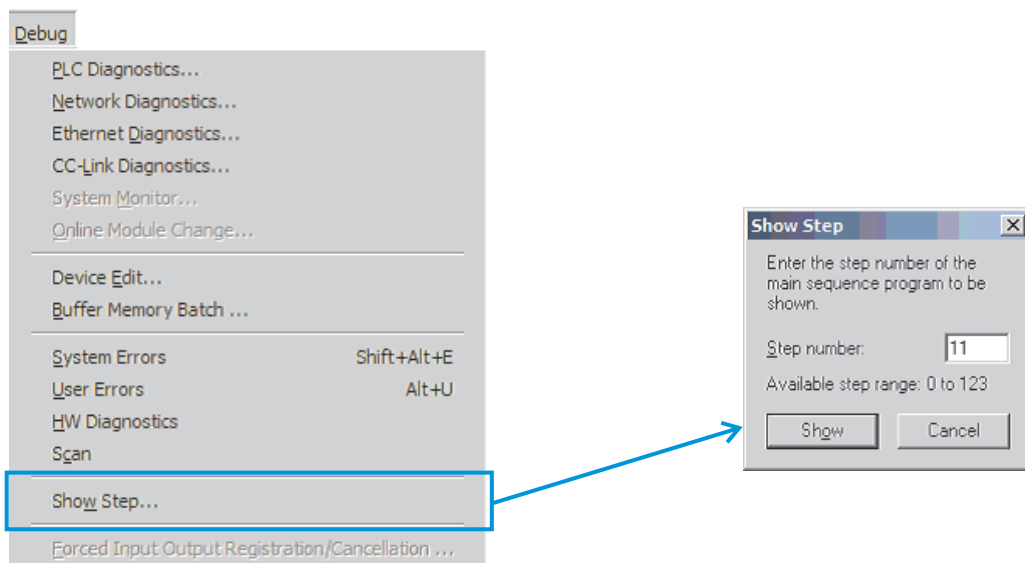 Debug
PLC Diagnostics...
Network Diagnostics...
Ethernet Diagnostics...
CC-Link Diagnostics...
System Monitor...
Online Module Change...
Device Edit...
Buffer Memory Batch ...
System Errors Shift+Alt+E
User Errors Alt+U
HW Diagnostics
Scan
Show Step...
Forced Input Output Registration/Cancellation ...
Show Step
Enter the step number of the
main sequence program to be
shown.
Step number: 11
Available step range: 0 to 123
Show Cancel